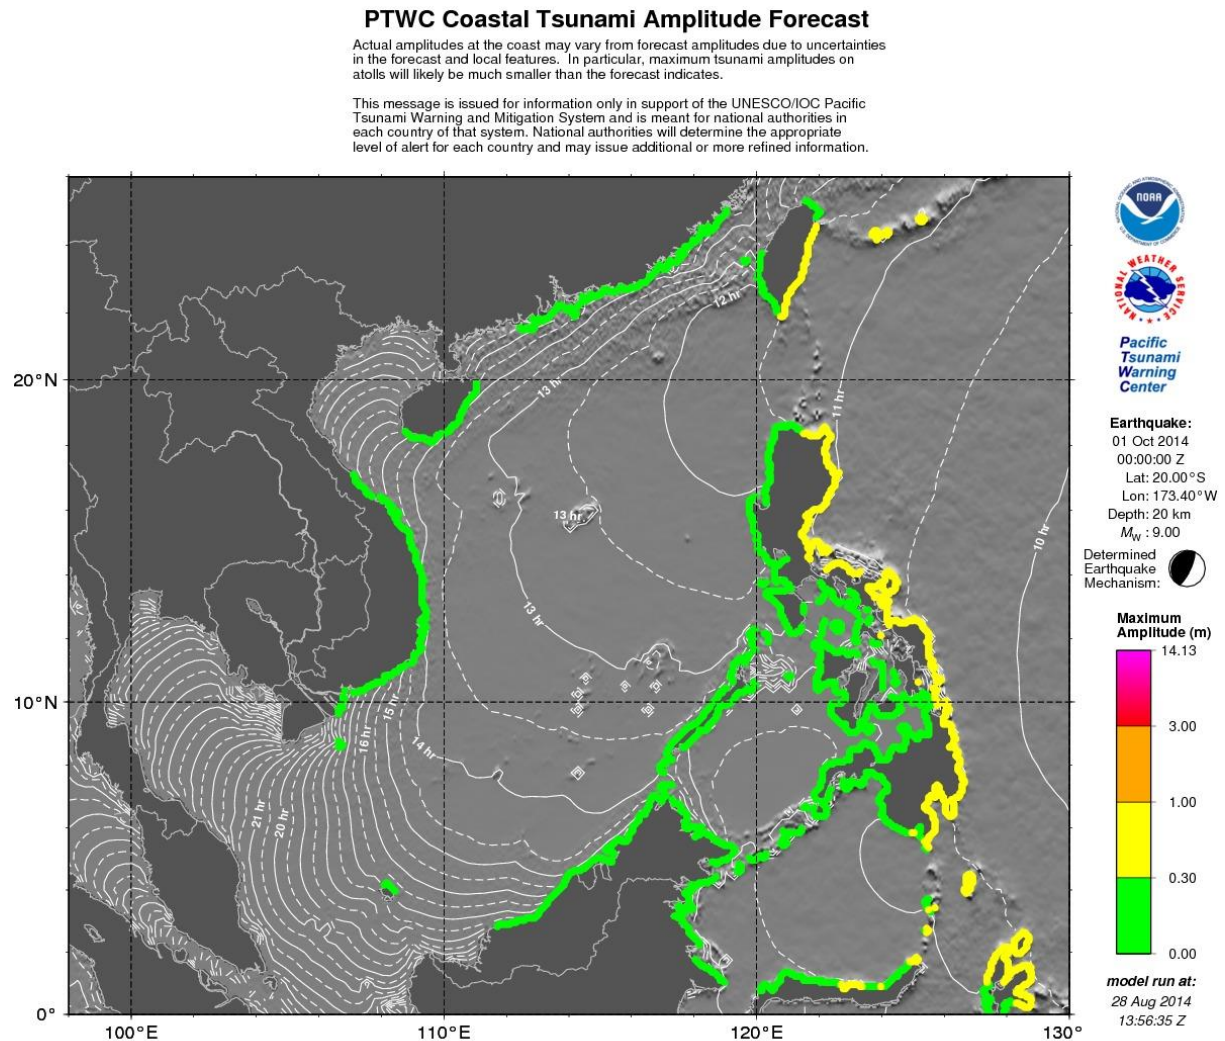 PTWC Coastal Tsunami Amplitude Forecast
Actual amplitudes at the coast may vary from forecast amplitudes due to uncertainties
in the forecast and local features. In particular, maximum tsunami amplitudes on
atolls will likely be much smaller than the forecast indicates.
This message is issued for information only in support of the UNESCO/IOC Pacific
Tsunami Warning and Mitigation System and is meant for national authorities in
each country of that system. National authorities will determine the appropriate
level of alert for each country and may issue additional or more refined information.
NOAA
NATIONAL WEATHER SERVICE
Pacific
Tsunami
Warning
Center
Earthquake:
01 Oct 2014
00:00:00 Z
Lat: 20.00°S
Lon: 173.40°W
Depth: 20 km
MW : 9.00
Determined
Earthquake
Mechanism:
Maximum
Amplitude (m)
14.13
3.00
1.00
0.30
0.00
model run at:
28 Aug 2014
13:56:35 Z
20°N
10°N
0°
100°E
110°E
120°E
130°E
12 hr
13 hr
11 hr
13 hr
10 hr
13 hr
15 hr
16 hr
14 hr
21 hr
20 hr